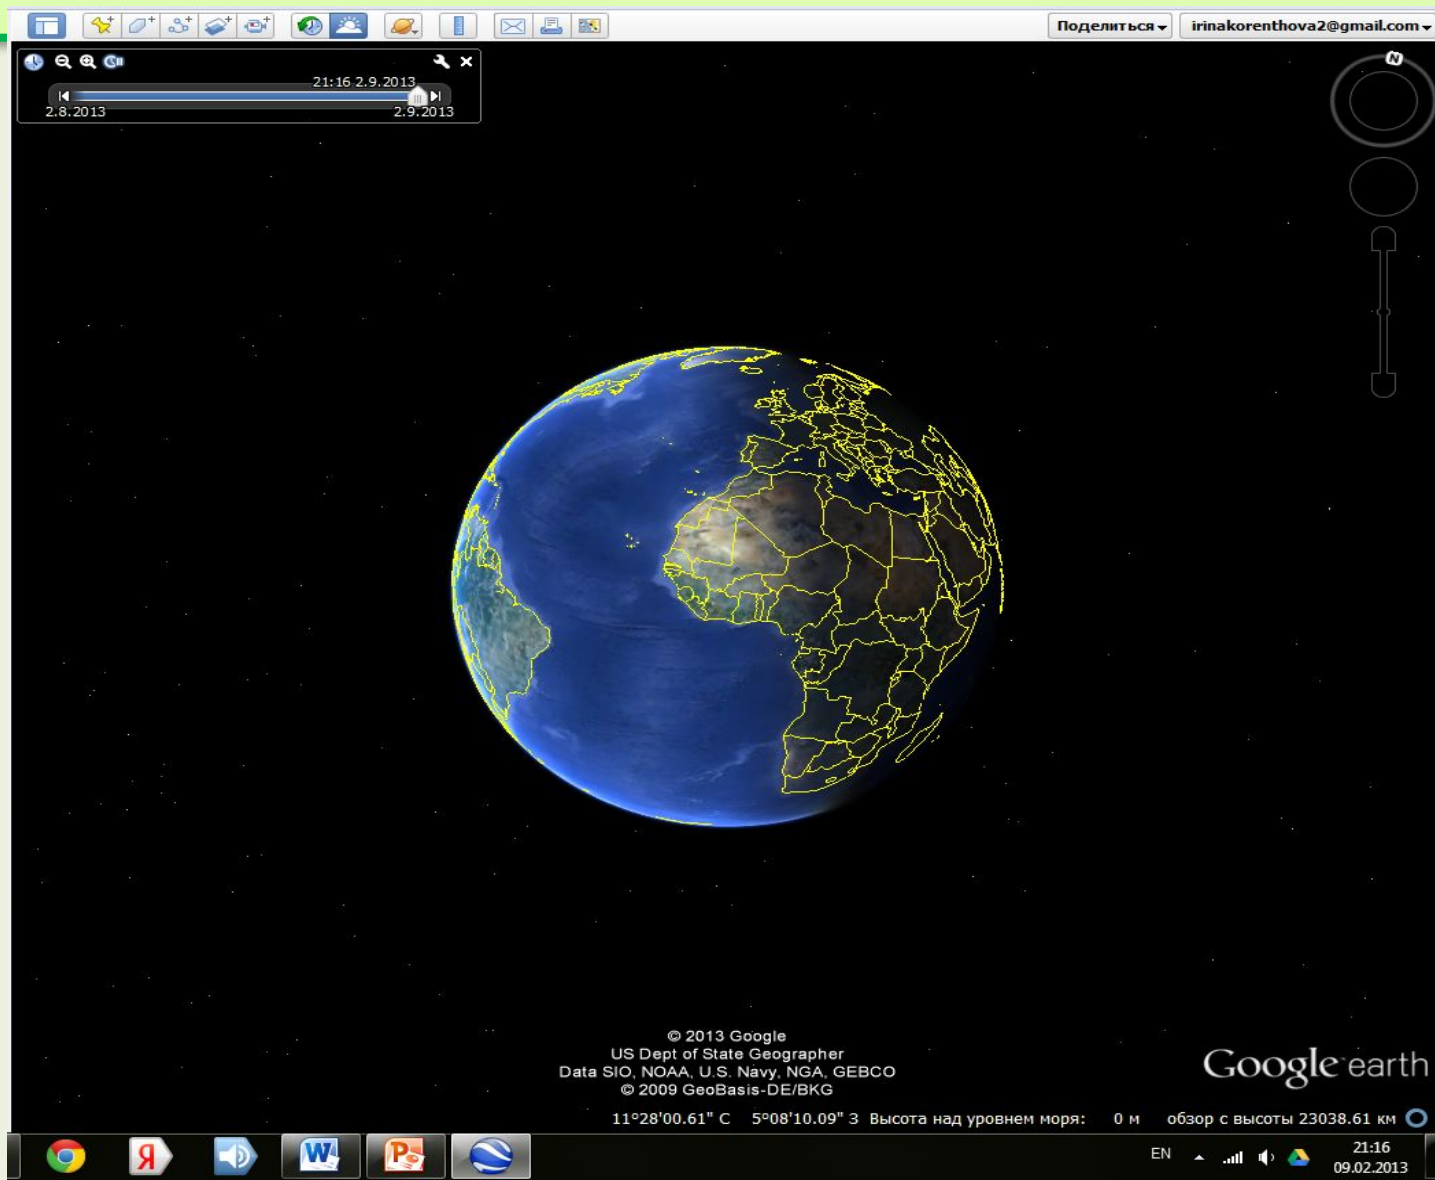 Поделиться
irinakorenthova2@gmail.com
N
21:16 2.9.2013
2.8.2013 2.9.2013
© 2013 Google
US Dept of State Geographer
Data SIO, NOAA, U.S. Navy, NGA, GEBCO
© 2009 GeoBasis-DE/BKG
Google earth
11°28'00.61" С 5°08'10.09" З Высота над уровнем моря: 0 м обзор с высоты 23038.61 км
Я W P EN 21:16
09.02.2013